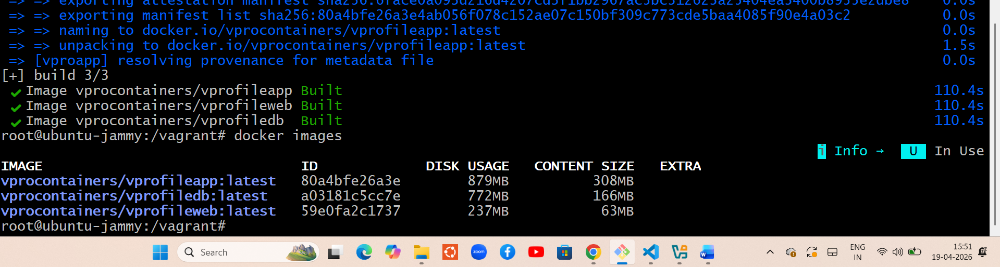 => => exporting attestation manifest
=> => exporting manifest list sha256:80a4bfe26a3e4ab056f078c152ae07c150bf309c773cde5baa4085f90e4a03c2 0.0s
=> => naming to docker.io/vprocontainers/vprofileapp:latest 0.0s
=> => unpacking to docker.io/vprocontainers/vprofileapp:latest 1.5s
=> [vproapp] resolving provenance for metadata file 0.0s
[+] build 3/3
✔ Image vprocontainers/vprofileapp Built 110.4s
✔ Image vprocontainers/vprofileweb Built 110.4s
✔ Image vprocontainers/vprofiledb Built 110.4s
root@ubuntu-jammy:/vagrant# docker images
i Info → U In Use
IMAGE ID DISK USAGE CONTENT SIZE EXTRA
vprocontainers/vprofileapp:latest 80a4bfe26a3e 879MB 308MB
vprocontainers/vprofiledb:latest a03181c5cc7e 772MB 166MB
vprocontainers/vprofileweb:latest 59e0fa2c1737 237MB 63MB
root@ubuntu-jammy:/vagrant#
Search
zoom
ENG
IN
15:51
19-04-2026